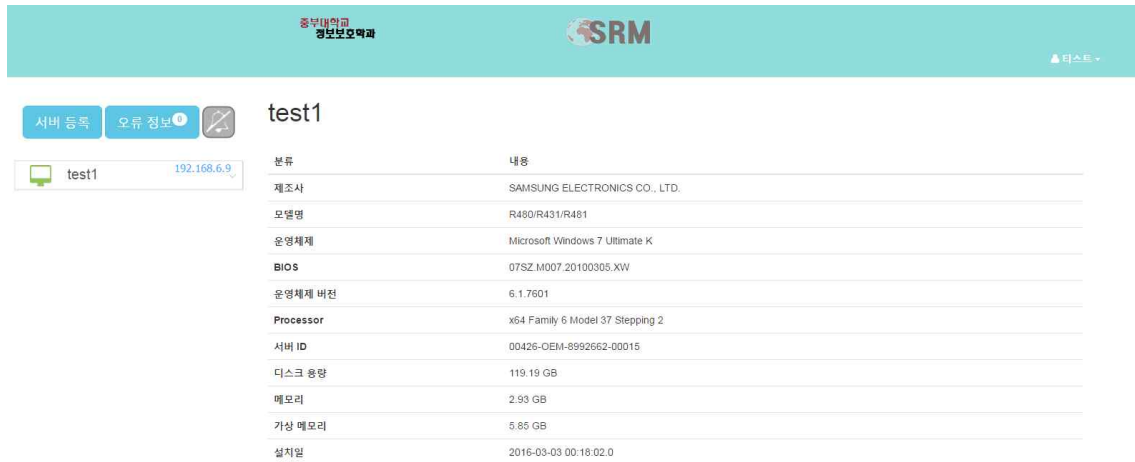 중부대학교
정보보호학과
SRM
티스트
서버 등록
오류 정보 0
test1 192.168.6.9
test1
분류 내용
제조사 SAMSUNG ELECTRONICS CO., LTD.
모델명 R480/R431/R481
운영체제 Microsoft Windows 7 Ultimate K
BIOS 07SZ.M007.20100305.XW
운영체제 버전 6.1.7601
Processor x64 Family 6 Model 37 Stepping 2
서버 ID 00426-OEM-8992662-00015
디스크 용량 119.19 GB
메모리 2.93 GB
가상 메모리 5.85 GB
설치일 2016-03-03 00:18:02.0